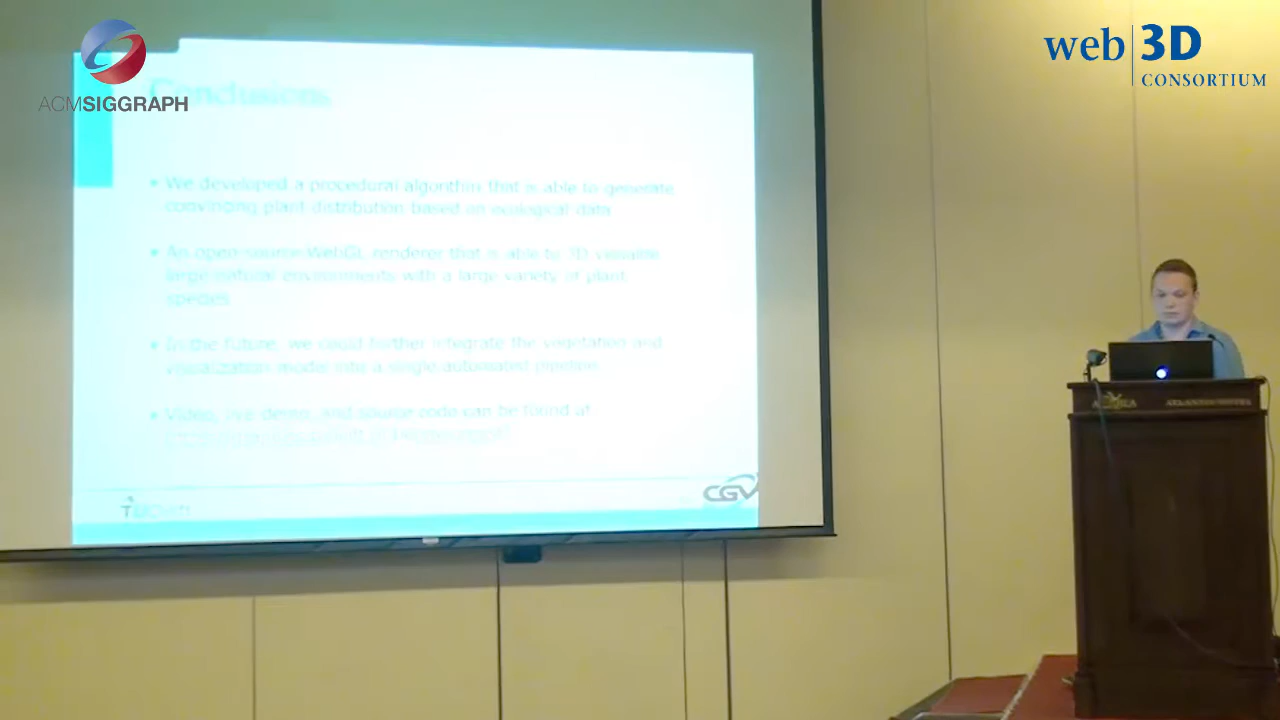 ACMSIGGRAPH
web 3D
CONSORTIUM
Conclusions
• We developed a procedural algorithm that is able to generate
convincing plant distribution based on ecological data
• An open-source WebGL renderer that is able to 3D visualize
large natural environments with a large variety of plant
species
• In the future, we could further integrate the vegetation and
visualization model into a single automated pipeline
• Video, live demo, and source code can be found at
CGV